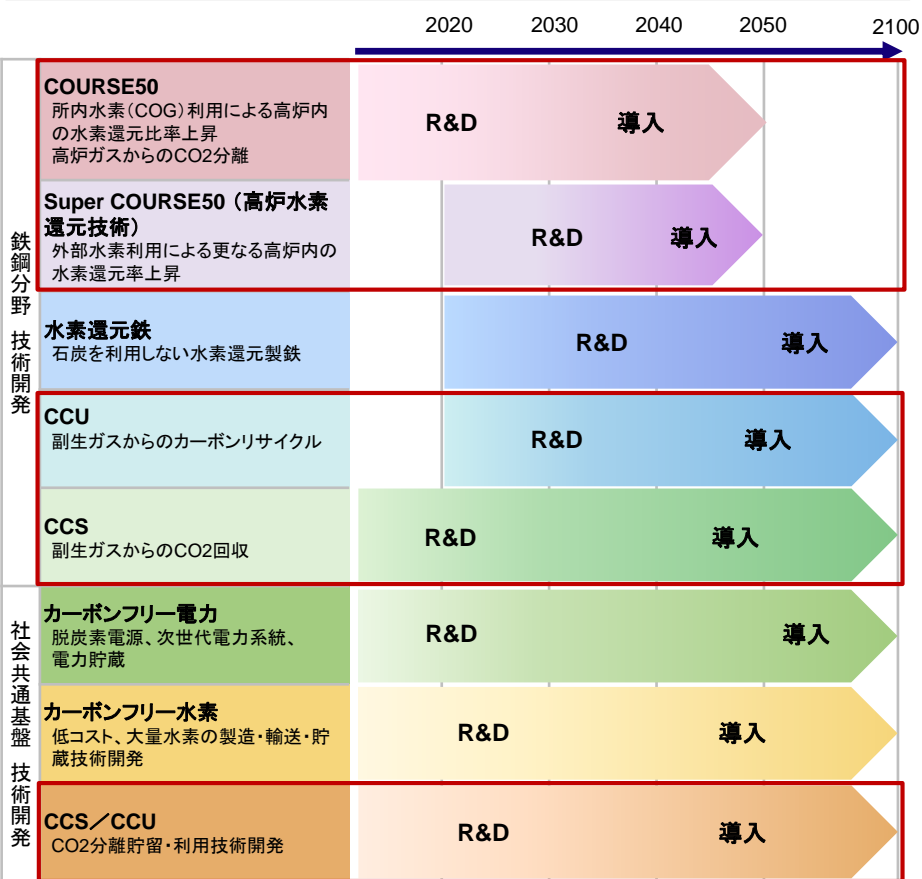 2020 2030 2040 2050 2100
鉄鋼分野 技術開発
COURSE50
所内水素(COG)利用による高炉内
の水素還元比率上昇
高炉ガスからのCO2分離
R&D 導入
Super COURSE50 (高炉水素
還元技術)
外部水素利用による更なる高炉内の
水素還元率上昇
R&D 導入
水素還元鉄
石炭を利用しない水素還元製鉄
R&D 導入
CCU
副生ガスからのカーボンリサイクル
R&D 導入
CCS
副生ガスからのCO2回収
R&D 導入
社会共通基盤 技術開発
カーボンフリー電力
脱炭素電源、次世代電力系統、
電力貯蔵
R&D 導入
カーボンフリー水素
低コスト、大量水素の製造・輸送・貯
蔵技術開発
R&D 導入
CCS/CCU
CO2分離貯留・利用技術開発
R&D 導入